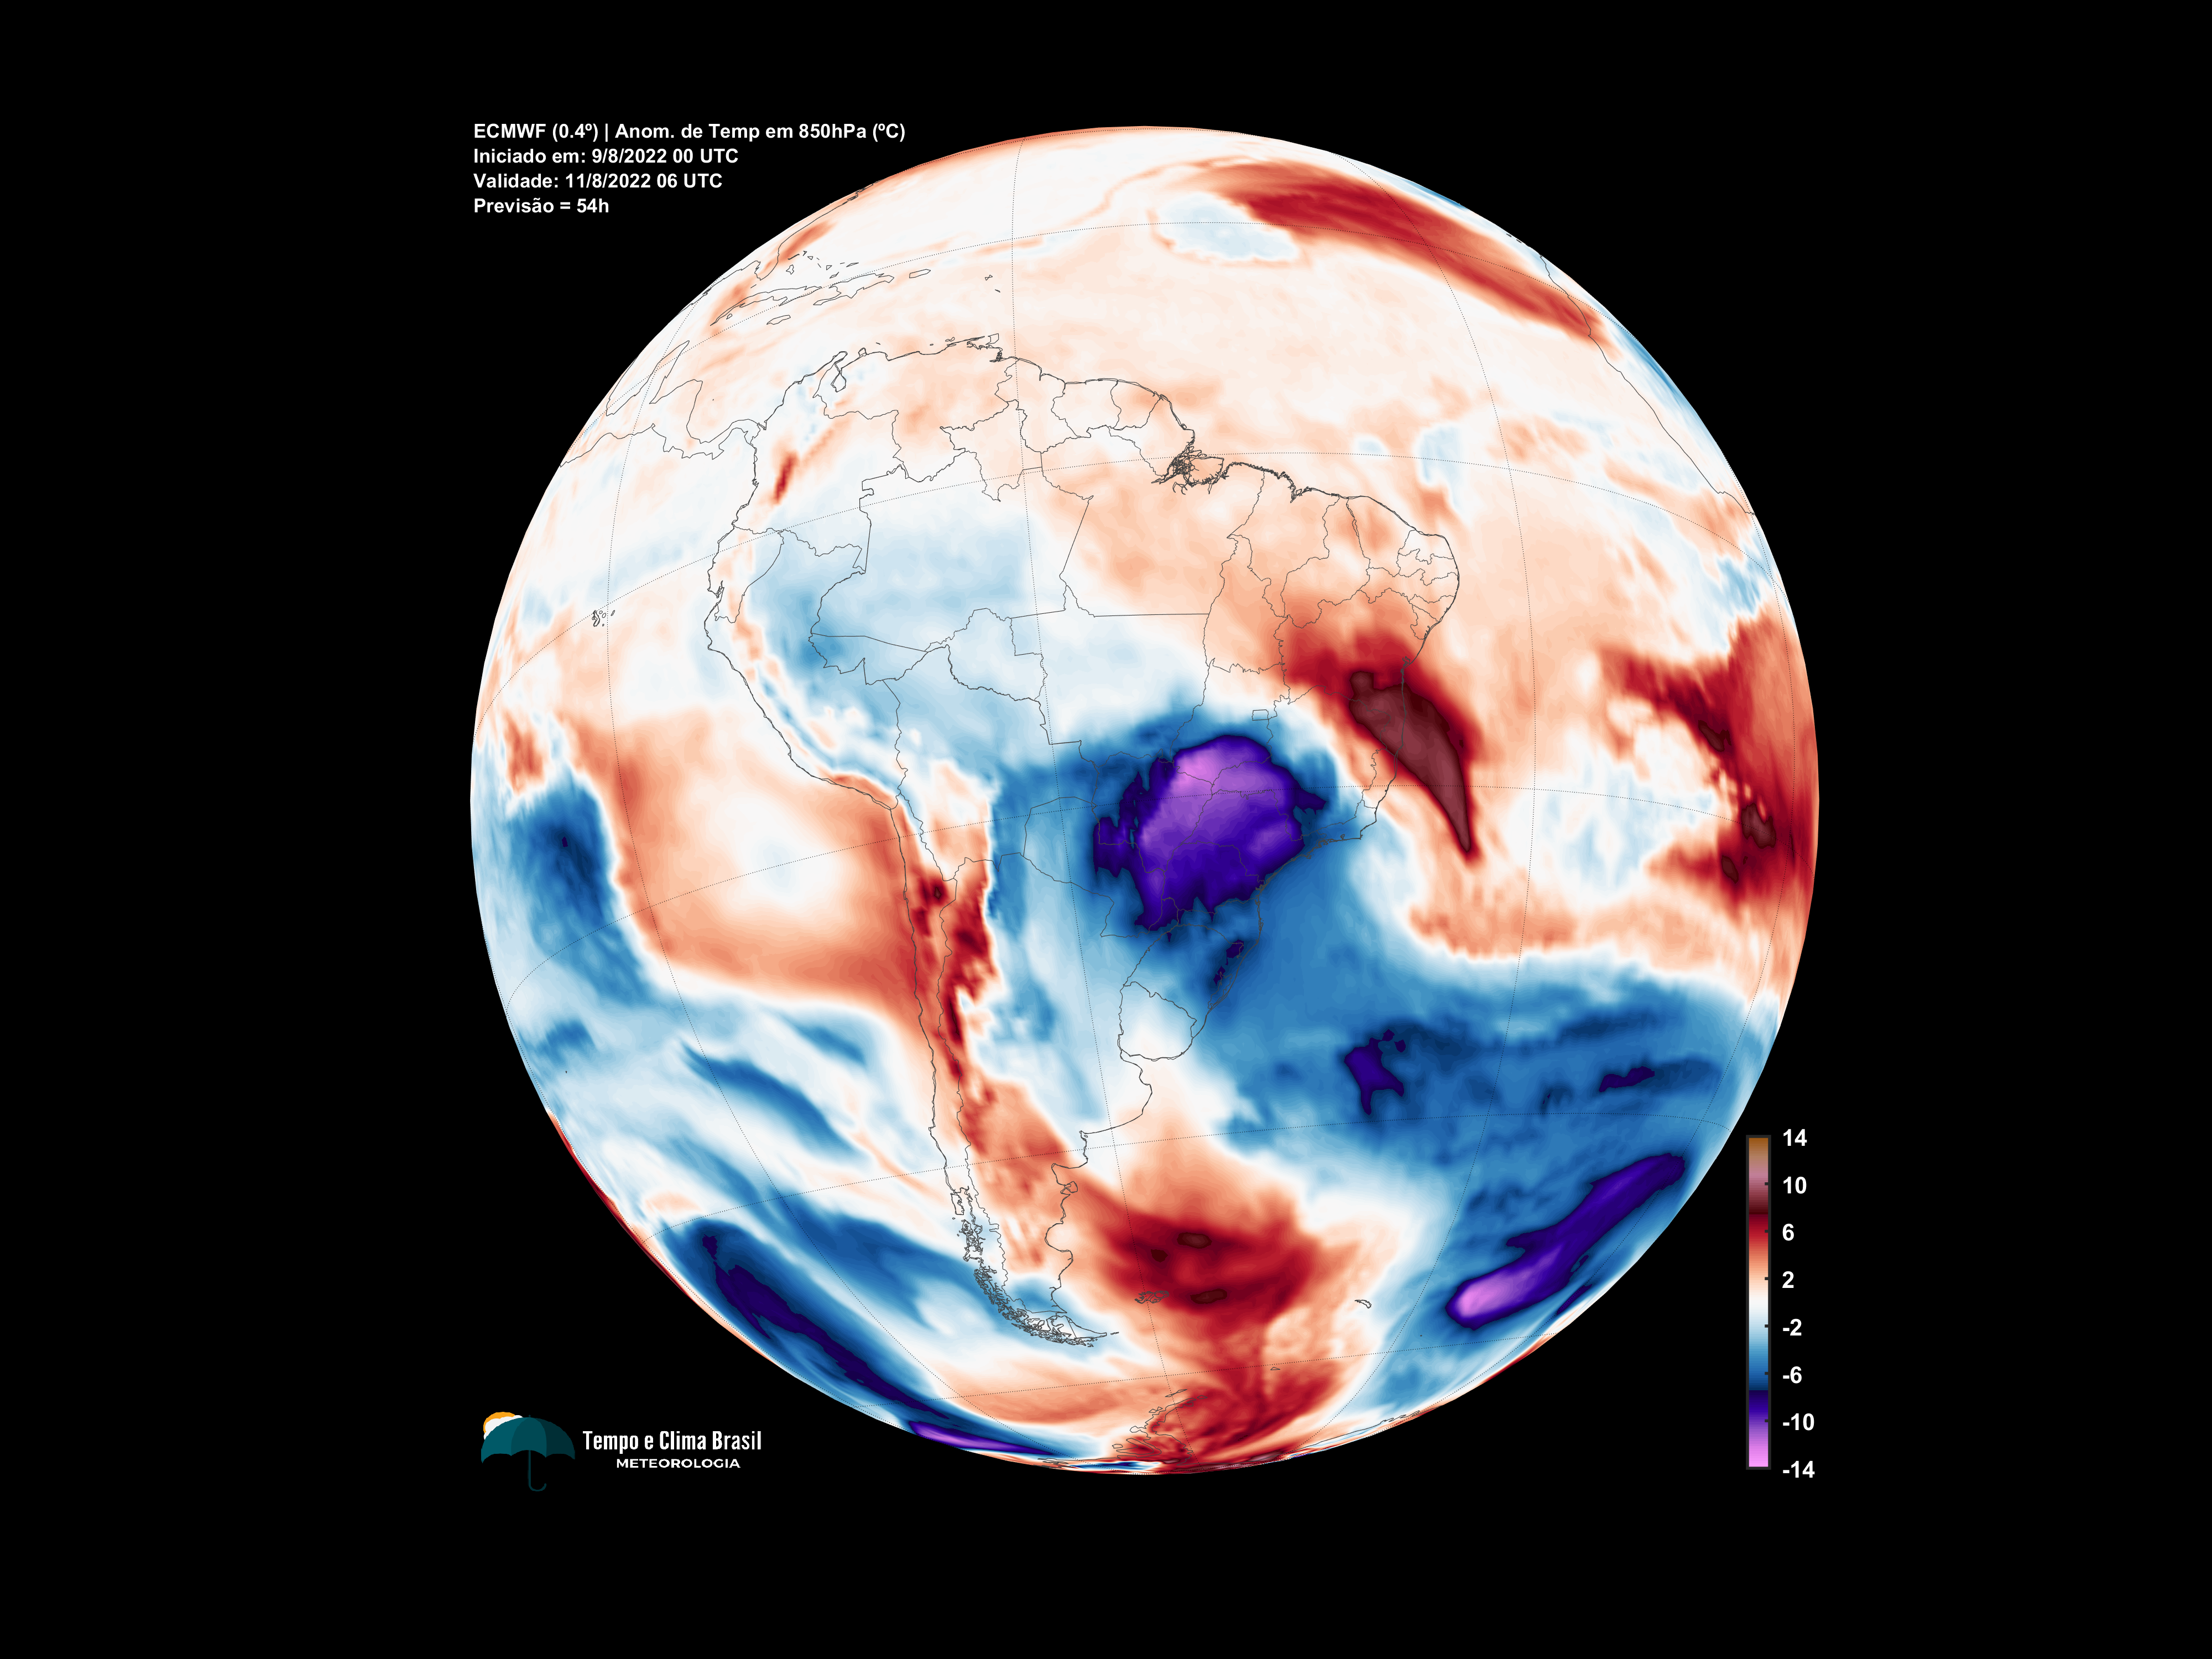 ECMWF (0.4º) | Anom. de Temp em 850hPa (ºC)
Iniciado em: 9/8/2022 00 UTC
Validade: 11/8/2022 06 UTC
Previsão = 54h
14
10
6
2
-2
-6
-10
-14
Tempo e Clima Brasil
METEOROLOGIA